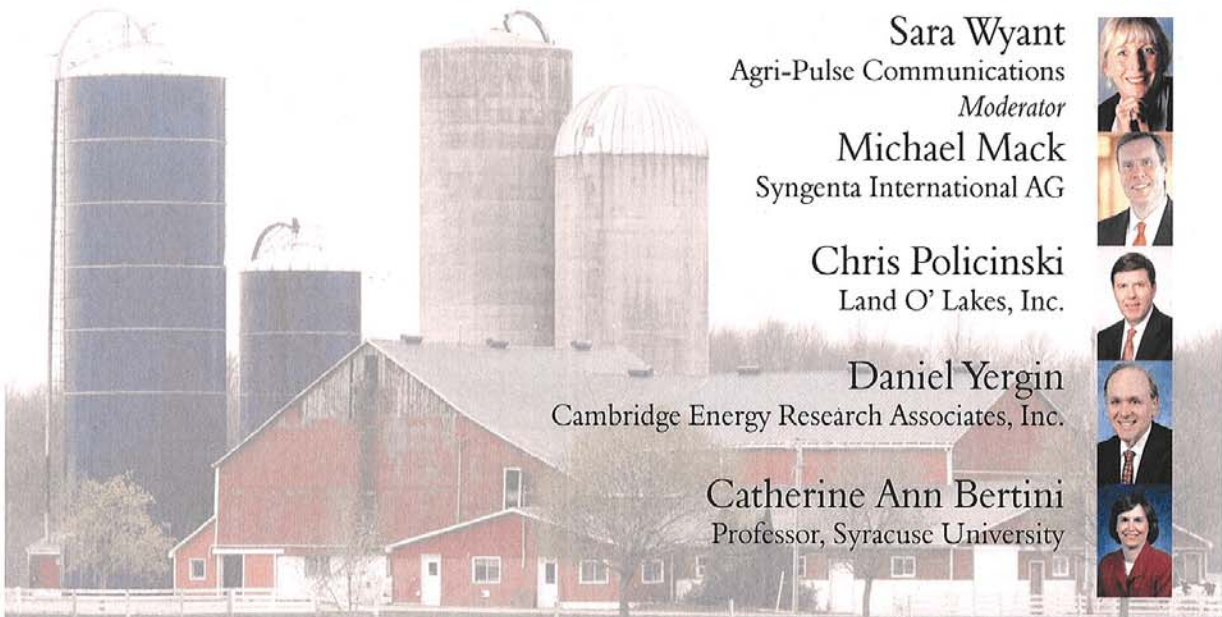 Sara Wyant
Agri-Pulse Communications
Moderator
Michael Mack
Syngenta International AG
Chris Policinski
Land O' Lakes, Inc.
Daniel Yergin
Cambridge Energy Research Associates, Inc.
Catherine Ann Bertini
Professor, Syracuse University